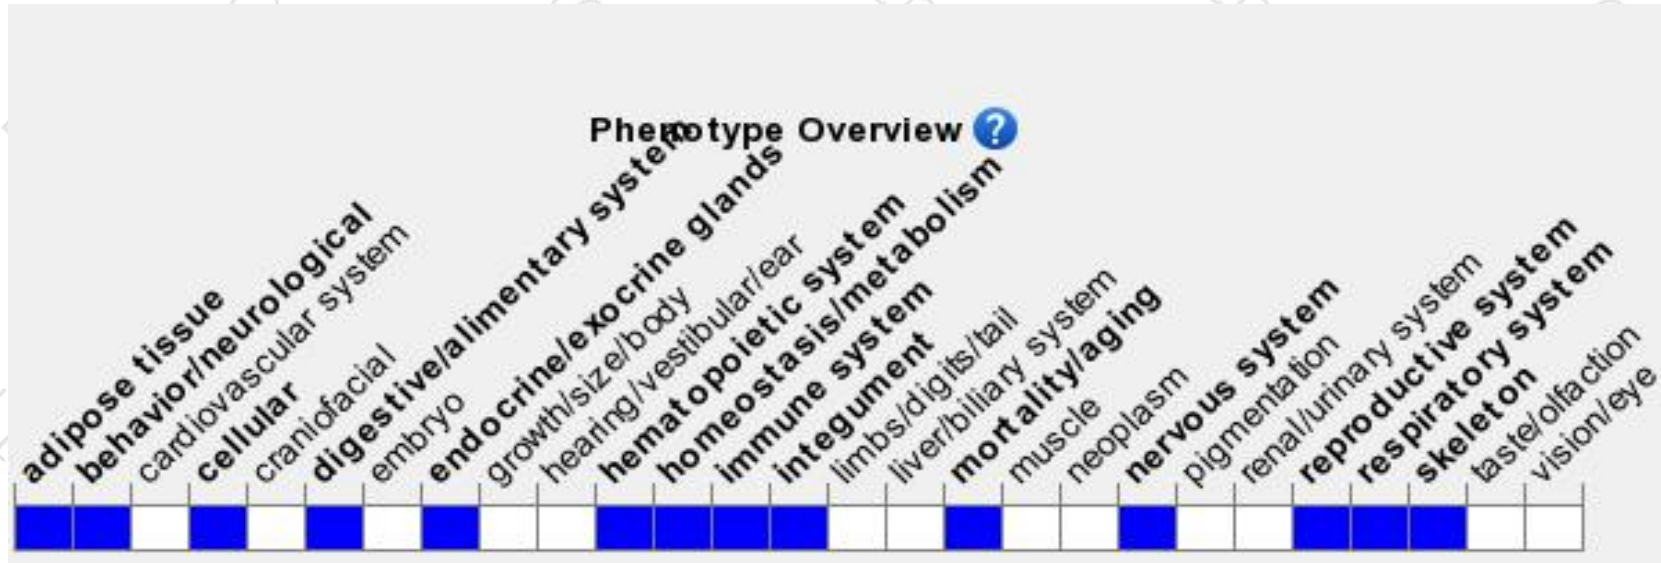 Phenotype Overview ?
adipose tissue
behavior/neurological
cardiovascular system
cellular
craniofacial
digestive/alimentary system
embryo
endocrine/exocrine glands
growth/size/body
hearing/vestibular/ear
hematopoietic system
homeostasis/metabolism
immune system
integument
limbs/digits/tail
liver/biliary system
mortality/aging
muscle
neoplasm
nervous system
pigmentation
renal/urinary system
reproductive system
respiratory system
skeleton
taste/olfaction
vision/eye